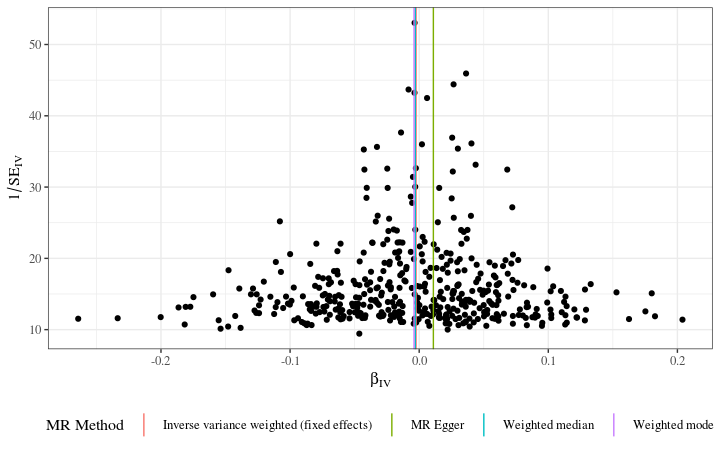 50
40
30
20
10
1/SE_IV
-0.2 -0.1 0.0 0.1 0.2
β_IV
MR Method Inverse variance weighted (fixed effects) MR Egger Weighted median Weighted mode